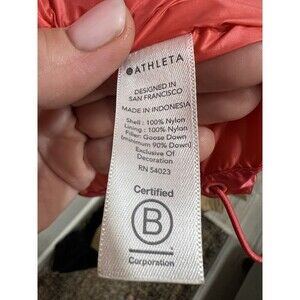 ATHLETA
DESIGNED IN
SAN FRANCISCO
MADE IN INDONESIA
Shell : 100% Nylon
Lining : 100% Nylon
Filler: Goose Down
(minimum 90% Down)
Exclusive Of
Decoration
RN 54023
Certified
B
Corporation